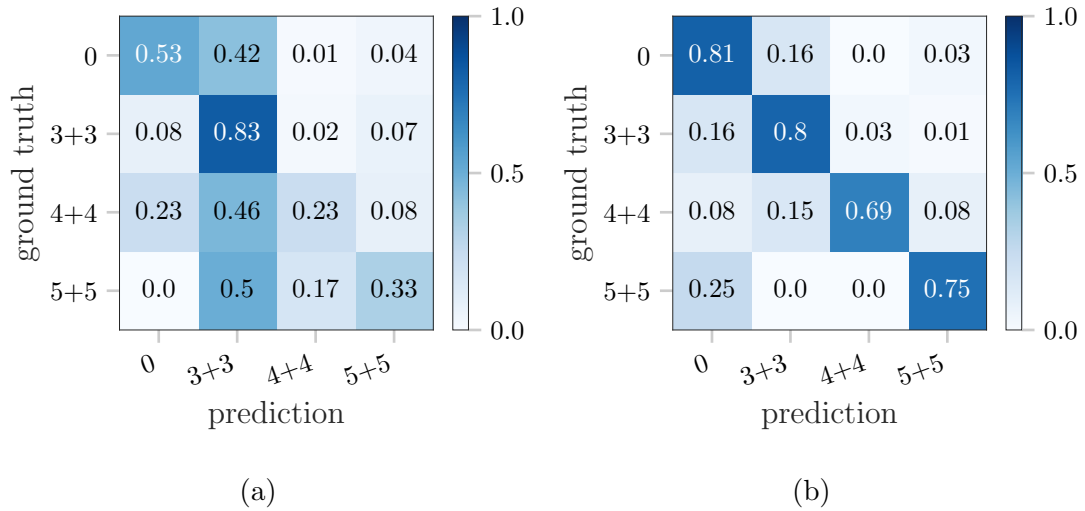 ground truth
0
3+3
4+4
5+5
0.53 0.42 0.01 0.04
0.08 0.83 0.02 0.07
0.23 0.46 0.23 0.08
0.0 0.5 0.17 0.33
0 3+3 4+4 5+5
prediction
1.0
0.5
0.0
(a)
ground truth
0
3+3
4+4
5+5
0.81 0.16 0.0 0.03
0.16 0.8 0.03 0.01
0.08 0.15 0.69 0.08
0.25 0.0 0.0 0.75
0 3+3 4+4 5+5
prediction
1.0
0.5
0.0
(b)